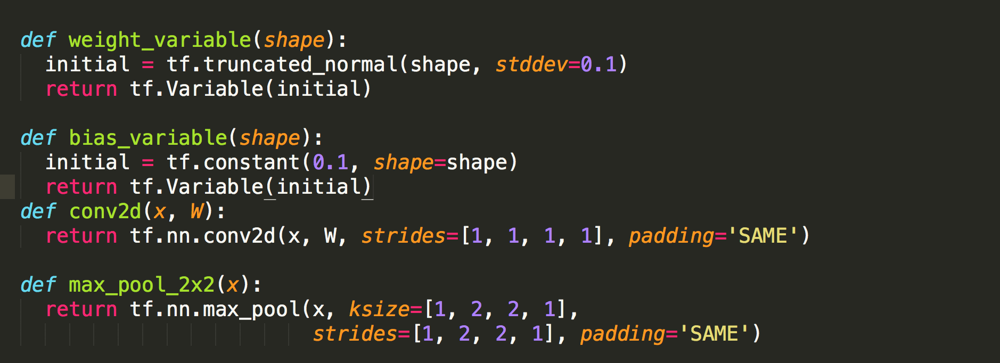 def weight_variable(shape):
  initial = tf.truncated_normal(shape, stddev=0.1)
  return tf.Variable(initial)

def bias_variable(shape):
  initial = tf.constant(0.1, shape=shape)
  return tf.Variable(initial)
def conv2d(x, W):
  return tf.nn.conv2d(x, W, strides=[1, 1, 1, 1], padding='SAME')

def max_pool_2x2(x):
  return tf.nn.max_pool(x, ksize=[1, 2, 2, 1],
                        strides=[1, 2, 2, 1], padding='SAME')